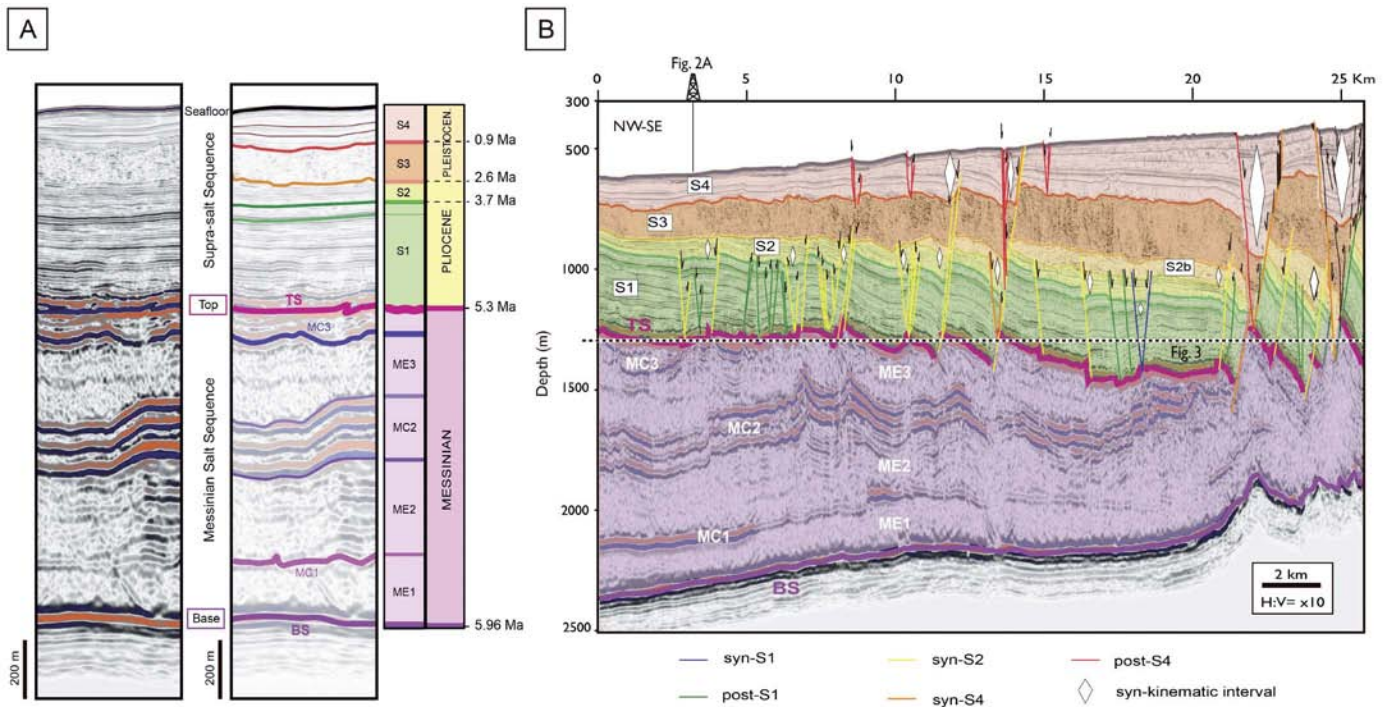 A
Seafloor
Supra-salt Sequence
Top
Messinian Salt Sequence
Base
200 m
200 m
TS
MC3
MC1
BS
S4
S3
S2
S1
ME3
MC2
ME2
ME1
PLEISTOCEN.
PLIOCENE
MESSINIAN
0.9 Ma
2.6 Ma
3.7 Ma
5.3 Ma
5.96 Ma
B
Fig. 2A
0 5 10 15 20 25 Km
300
500
1000
1500
2000
2500
Depth (m)
NW-SE
S4
S3
S2
S2b
S1
TS
Fig. 3
MC3
ME3
MC2
ME2
MC1
ME1
BS
2 km
H:V= x10
syn-S1 syn-S2 post-S4
post-S1 syn-S4 syn-kinematic interval